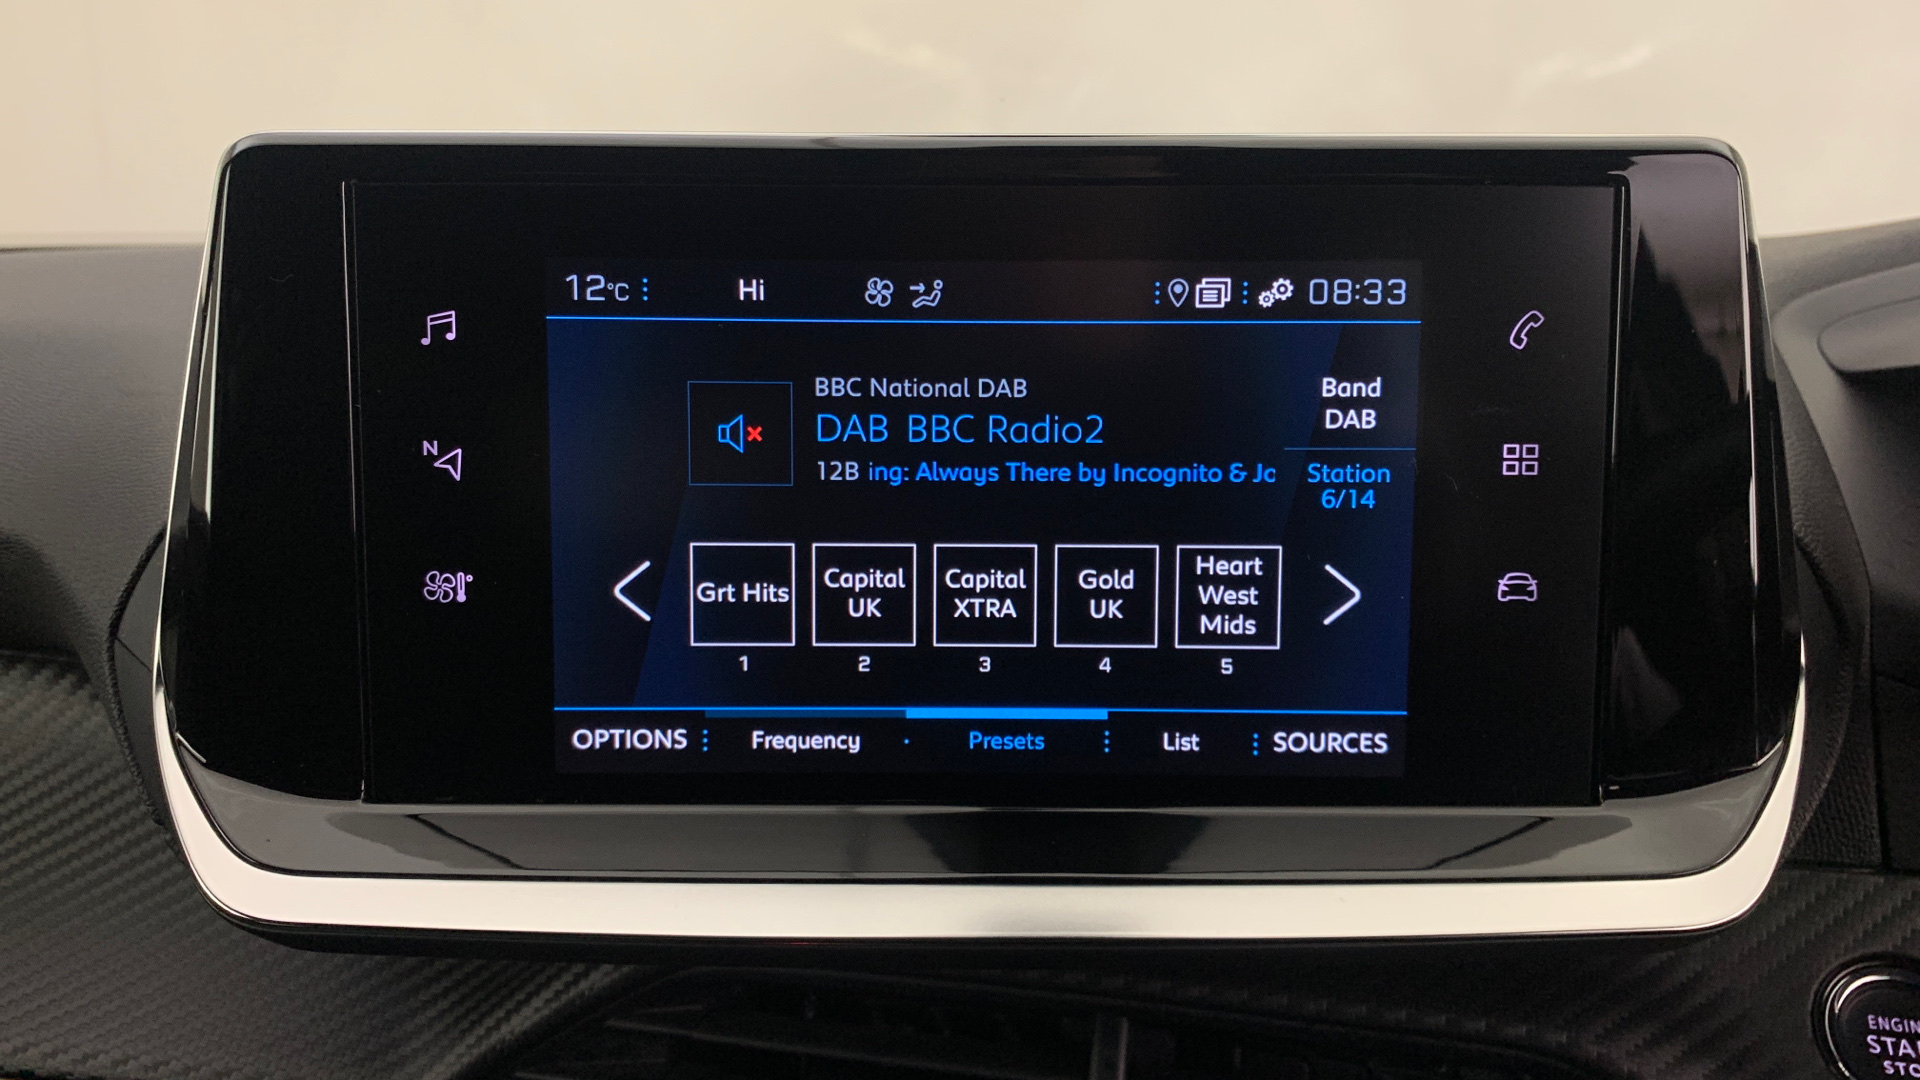 12°C Hi 08:33
N
BBC National DAB
DAB BBC Radio2
12B ing: Always There by Incognito & Jo
Band
DAB
Station
6/14
Grt Hits
Capital
UK
Capital
XTRA
Gold
UK
Heart
West
Mids
1 2 3 4 5
OPTIONS Frequency Presets List SOURCES
ENGIN
STA
STO